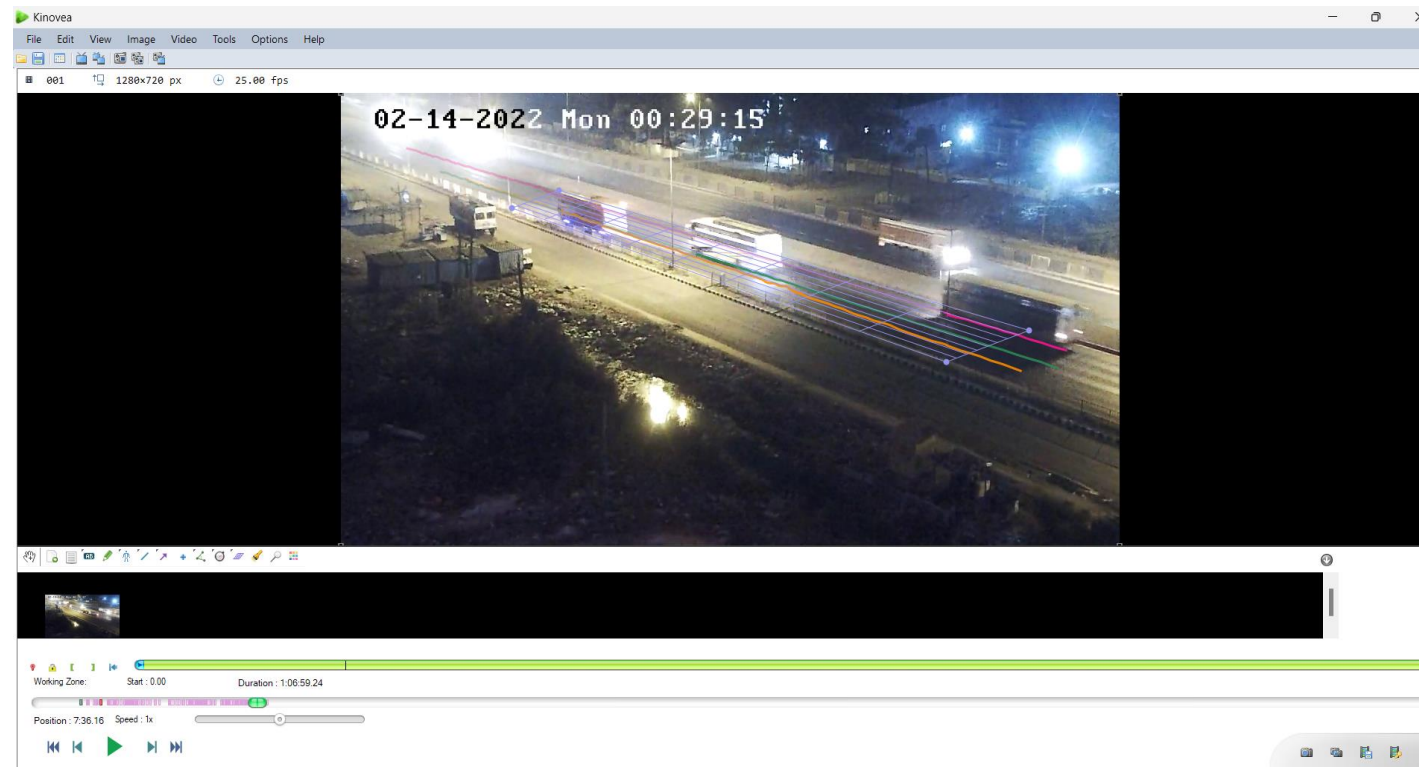 Kinovea
File Edit View Image Video Tools Options Help
001 1280x720 px 25.00 fps
02-14-2022 Mon 00:29:15
Working Zone: Start : 0.00 Duration : 1:06:59.24
Position : 7:36.16 Speed : 1x